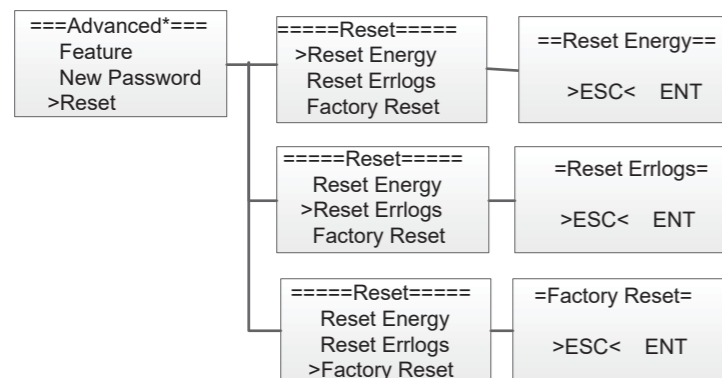 ===Advanced*===
Feature
New Password
>Reset
=====Reset=====
>Reset Energy
Reset Errlogs
Factory Reset
==Reset Energy==
>ESC< ENT
=====Reset=====
Reset Energy
>Reset Errlogs
Factory Reset
=Reset Errlogs=
>ESC< ENT
=====Reset=====
Reset Energy
Reset Errlogs
>Factory Reset
=Factory Reset=
>ESC< ENT